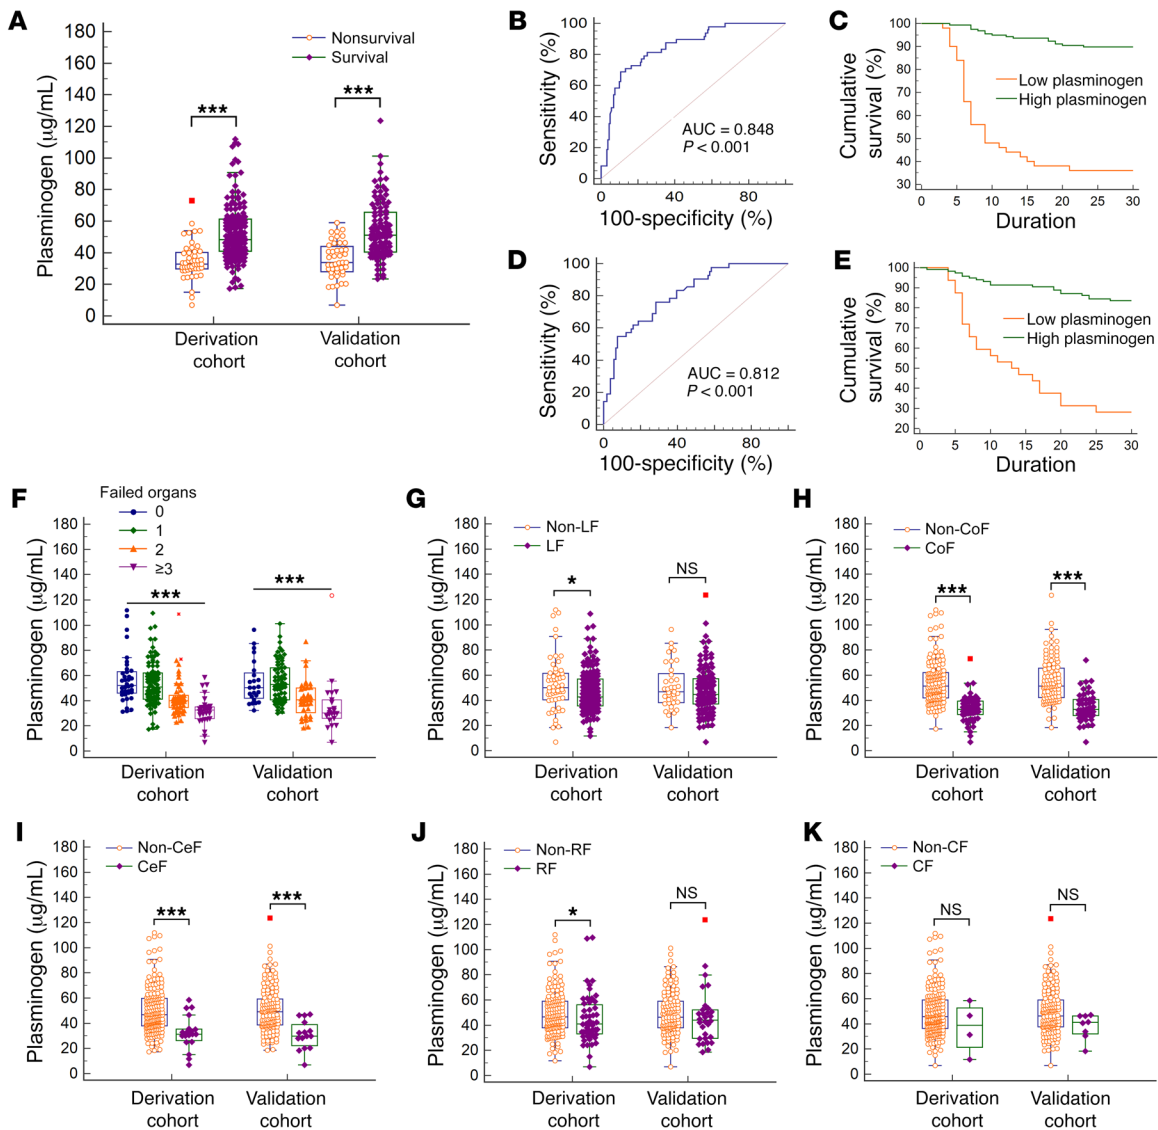 A
Plasminogen (µg/mL)
180
160
140
120
100
80
60
40
20
0
Nonsurvival
Survival
***
***
Derivation
cohort
Validation
cohort
B
Sensitivity (%)
100
80
60
40
20
0
AUC = 0.848
P < 0.001
0 40 80
100-specificity (%)
C
Cumulative
survival (%)
100
90
80
70
60
50
40
30
Low plasminogen
High plasminogen
0 5 10 15 20 25 30
Duration
D
Sensitivity (%)
100
80
60
40
20
0
AUC = 0.812
P < 0.001
0 40 80
100-specificity (%)
E
Cumulative
survival (%)
100
90
80
70
60
50
40
30
20
Low plasminogen
High plasminogen
0 5 10 15 20 25 30
Duration
F
Failed organs
0
1
2
≥3
Plasminogen (µg/mL)
180
160
140
120
100
80
60
40
20
0
***
***
Derivation
cohort
Validation
cohort
G
Plasminogen (µg/mL)
180
160
140
120
100
80
60
40
20
0
Non-LF
LF
*
NS
Derivation
cohort
Validation
cohort
H
Plasminogen (µg/mL)
180
160
140
120
100
80
60
40
20
0
Non-CoF
CoF
***
***
Derivation
cohort
Validation
cohort
I
Plasminogen (µg/mL)
180
160
140
120
100
80
60
40
20
0
Non-CeF
CeF
***
***
Derivation
cohort
Validation
cohort
J
Plasminogen (µg/mL)
180
160
140
120
100
80
60
40
20
0
Non-RF
RF
*
NS
Derivation
cohort
Validation
cohort
K
Plasminogen (µg/mL)
180
160
140
120
100
80
60
40
20
0
Non-CF
CF
NS
NS
Derivation
cohort
Validation
cohort